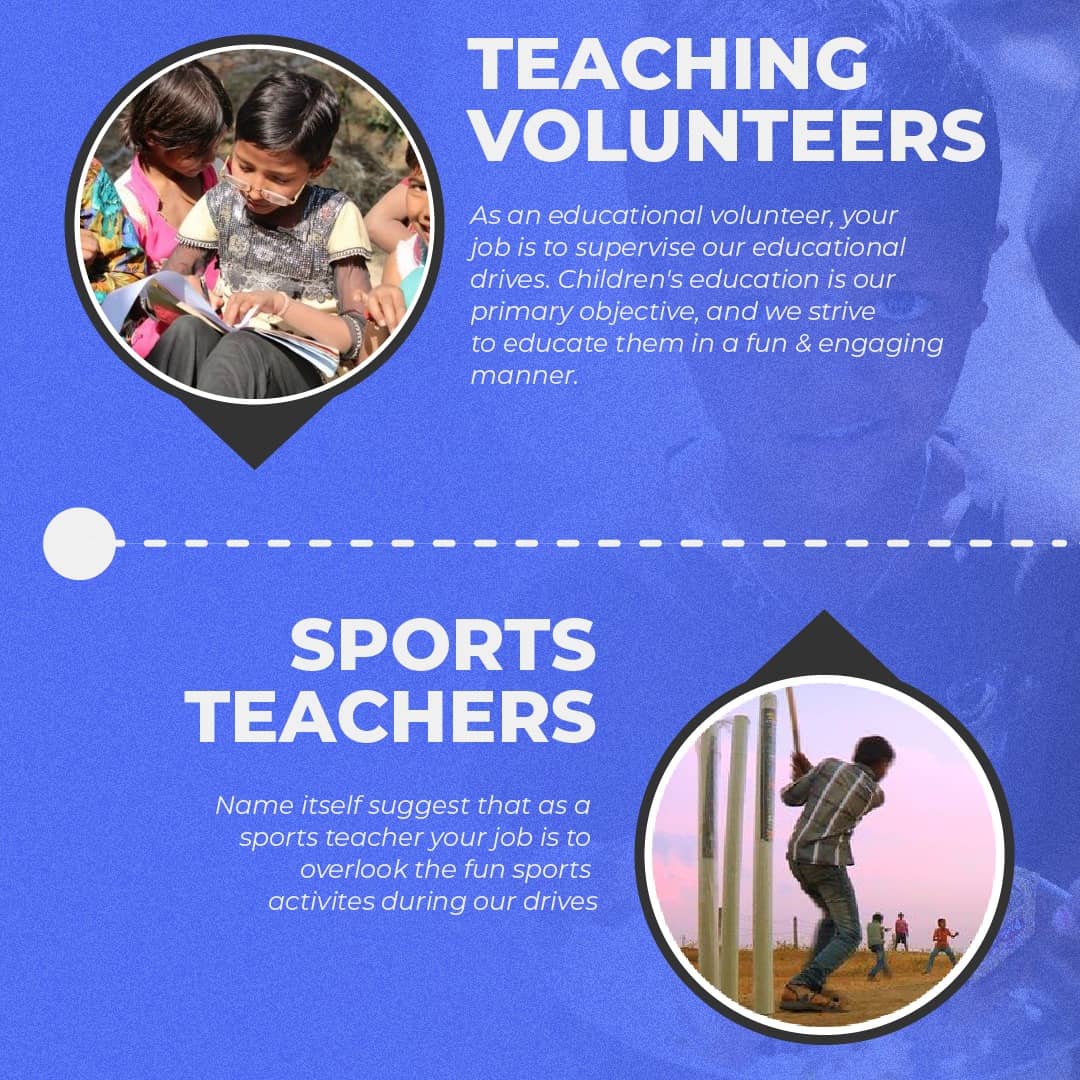 TEACHING
VOLUNTEERS
As an educational volunteer, your
job is to supervise our educational
drives. Children's education is our
primary objective, and we strive
to educate them in a fun & engaging
manner.
SPORTS
TEACHERS
Name itself suggest that as a
sports teacher your job is to
overlook the fun sports
activites during our drives